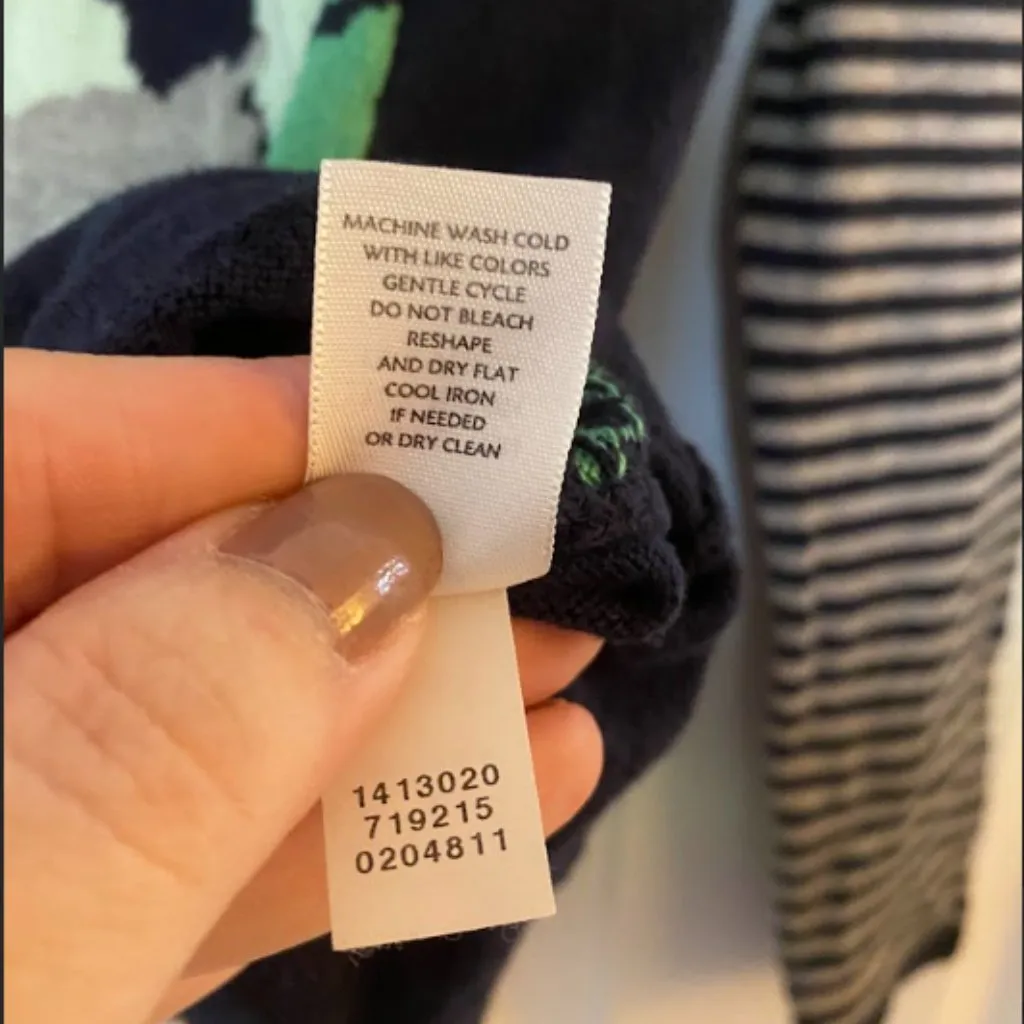 MACHINE WASH COLD
WITH LIKE COLORS
GENTLE CYCLE
DO NOT BLEACH
RESHAPE
AND DRY FLAT
COOL IRON
IF NEEDED
OR DRY CLEAN
1413020
719215
0204811